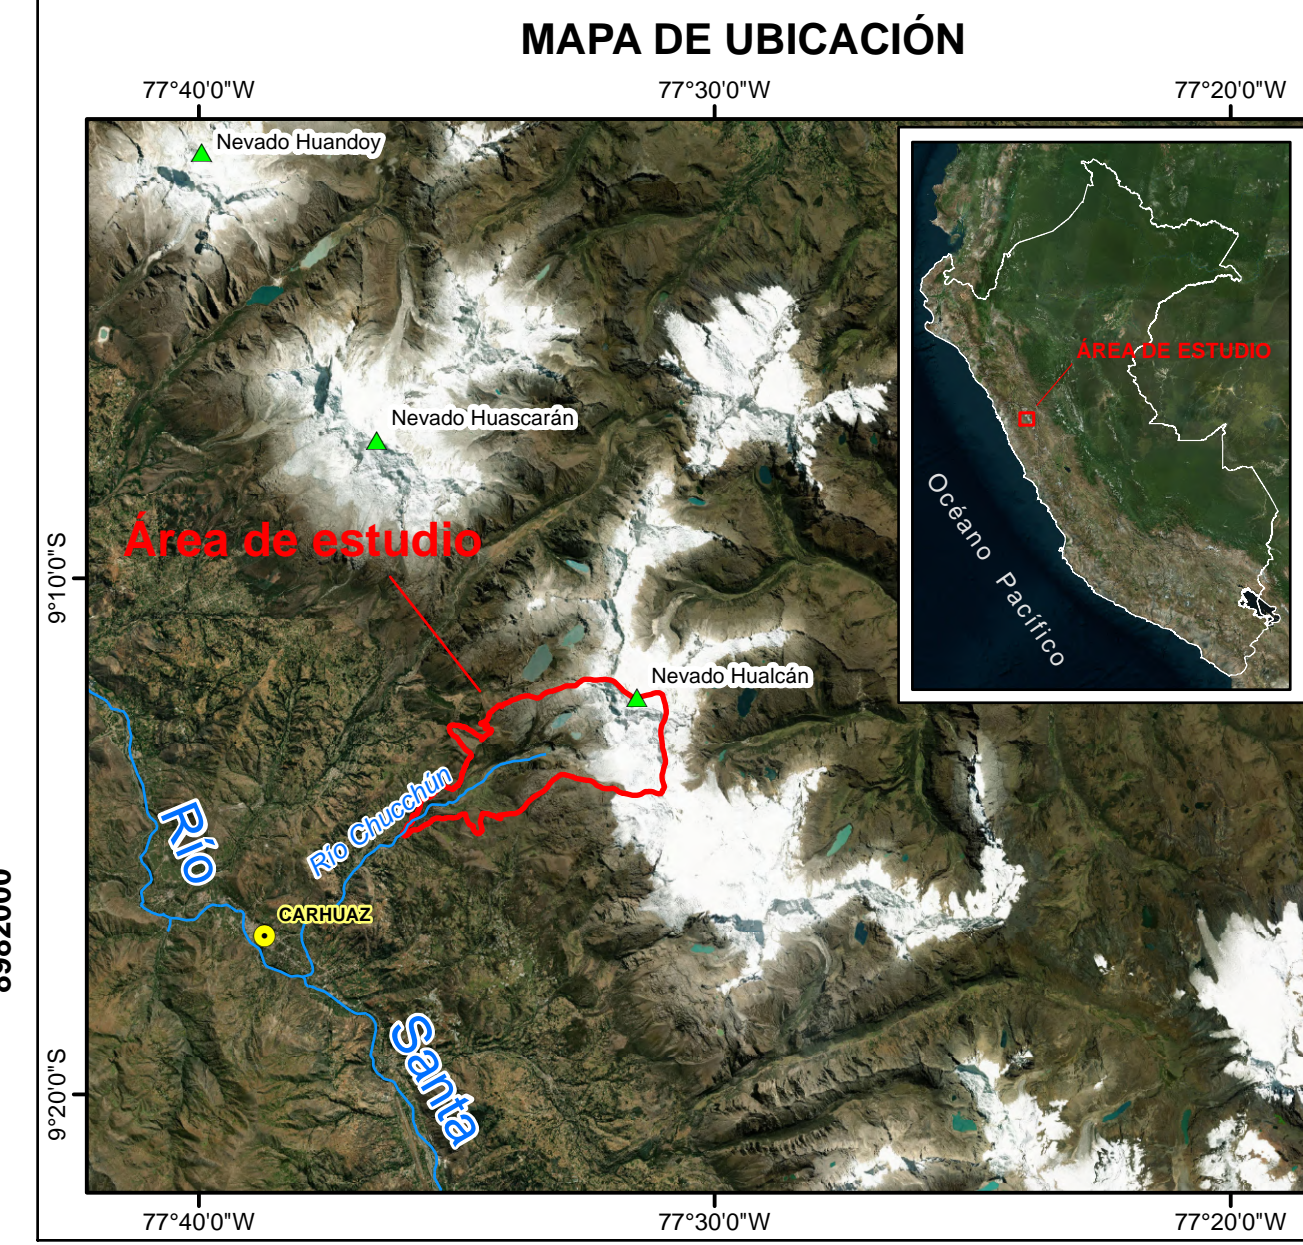 MAPA DE UBICACIÓN
77°40'0"W
77°30'0"W
77°20'0"W
Nevado Huandoy
Nevado Huascarán
ÁREA DE ESTUDIO
Océano Pacífico
Área de estudio
9°10'0"S
Nevado Hualcán
Río Chucchún
Río
CARHUAZ
Santa
9°20'0"S
77°40'0"W
77°30'0"W
77°20'0"W